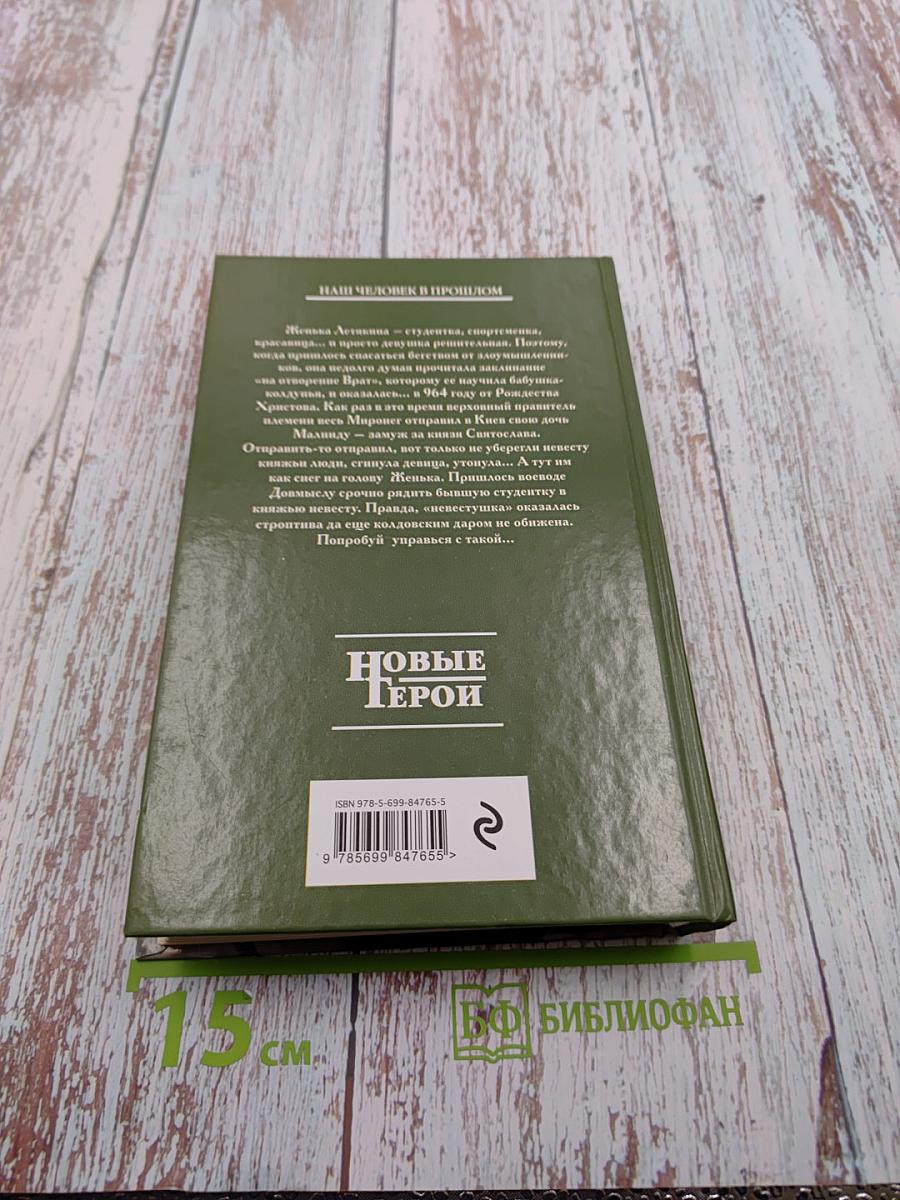 НАШ ЧЕЛОВЕК В ПРОШЛОМ
Женька Летякина — студентка, спортсменка,
красавица... и просто девушка решительная. Поэтому,
когда пришлось спасаться бегством от злоумышленни-
ков, она недолго думая прочитала заклинание
«на отворение Врат», которому ее научила бабушка-
колдунья, и оказалась... в 964 году от Рождества
Христова. Как раз в это время верховный правитель
племени весь Миронег отправил в Киев свою дочь
Малинду — замуж за князя Святослава.
Отправить-то отправил, вот только не уберегли невесту
княжьи люди, сгинула девица, утонула... А тут им
как снег на голову Женька. Пришлось воеводе
Довмыслу срочно рядить бывшую студентку в
княжью невесту. Правда, «невестушка» оказалась
строптива да еще колдовским даром не обижена.
Попробуй управься с такой...
НОВЫЕ
ГЕРОИ
ISBN 978-5-699-84765-5
9 785699 847655 >
15 см
БФ БИБЛИОФАН